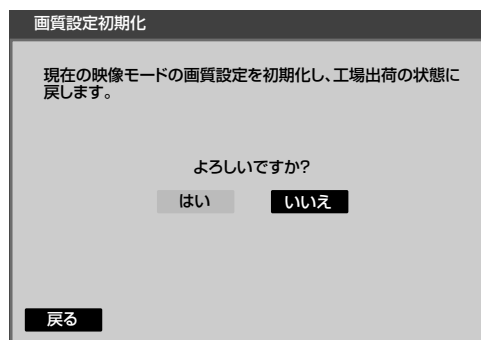 画質設定初期化
現在の映像モードの画質設定を初期化し、工場出荷の状態に
戻します。
よろしいですか?
はい いいえ
戻る